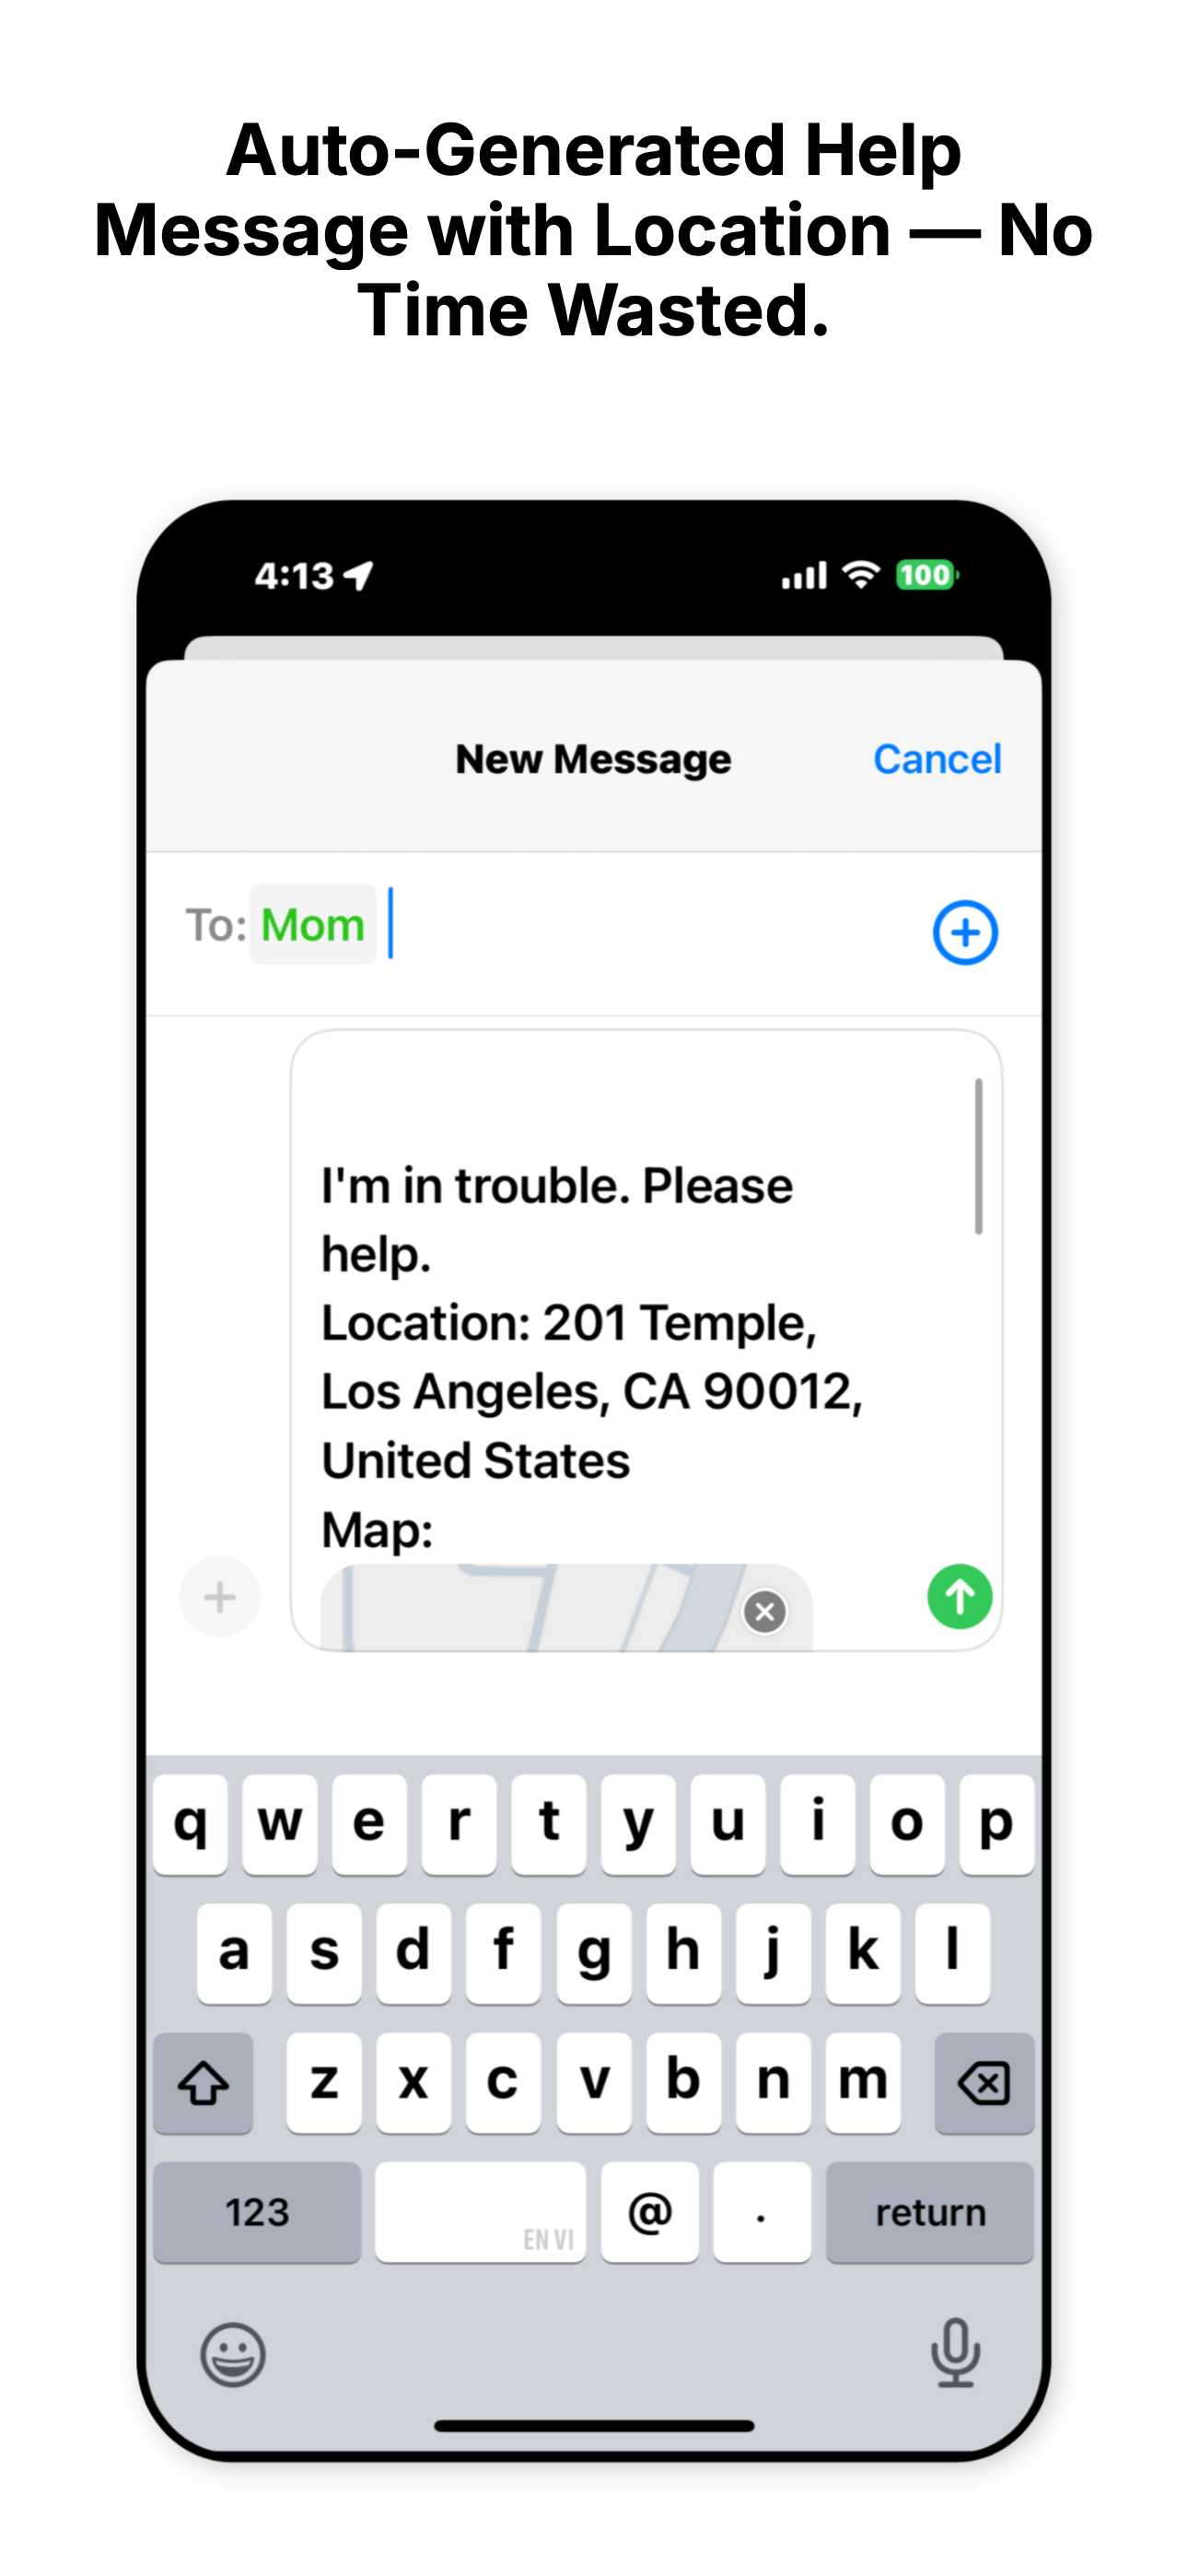 Auto-Generated Help
Message with Location — No
Time Wasted.
4:13
100
New Message
Cancel
To: Mom
I'm in trouble. Please
help.
Location: 201 Temple,
Los Angeles, CA 90012,
United States
Map:
q w e r t y u i o p
a s d f g h j k l
z x c v b n m
123
EN VI
@
.
return